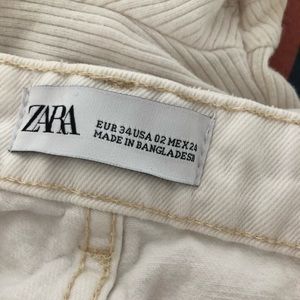 ZARA
EUR 34 USA 02 MEX 24
MADE IN BANGLADESH